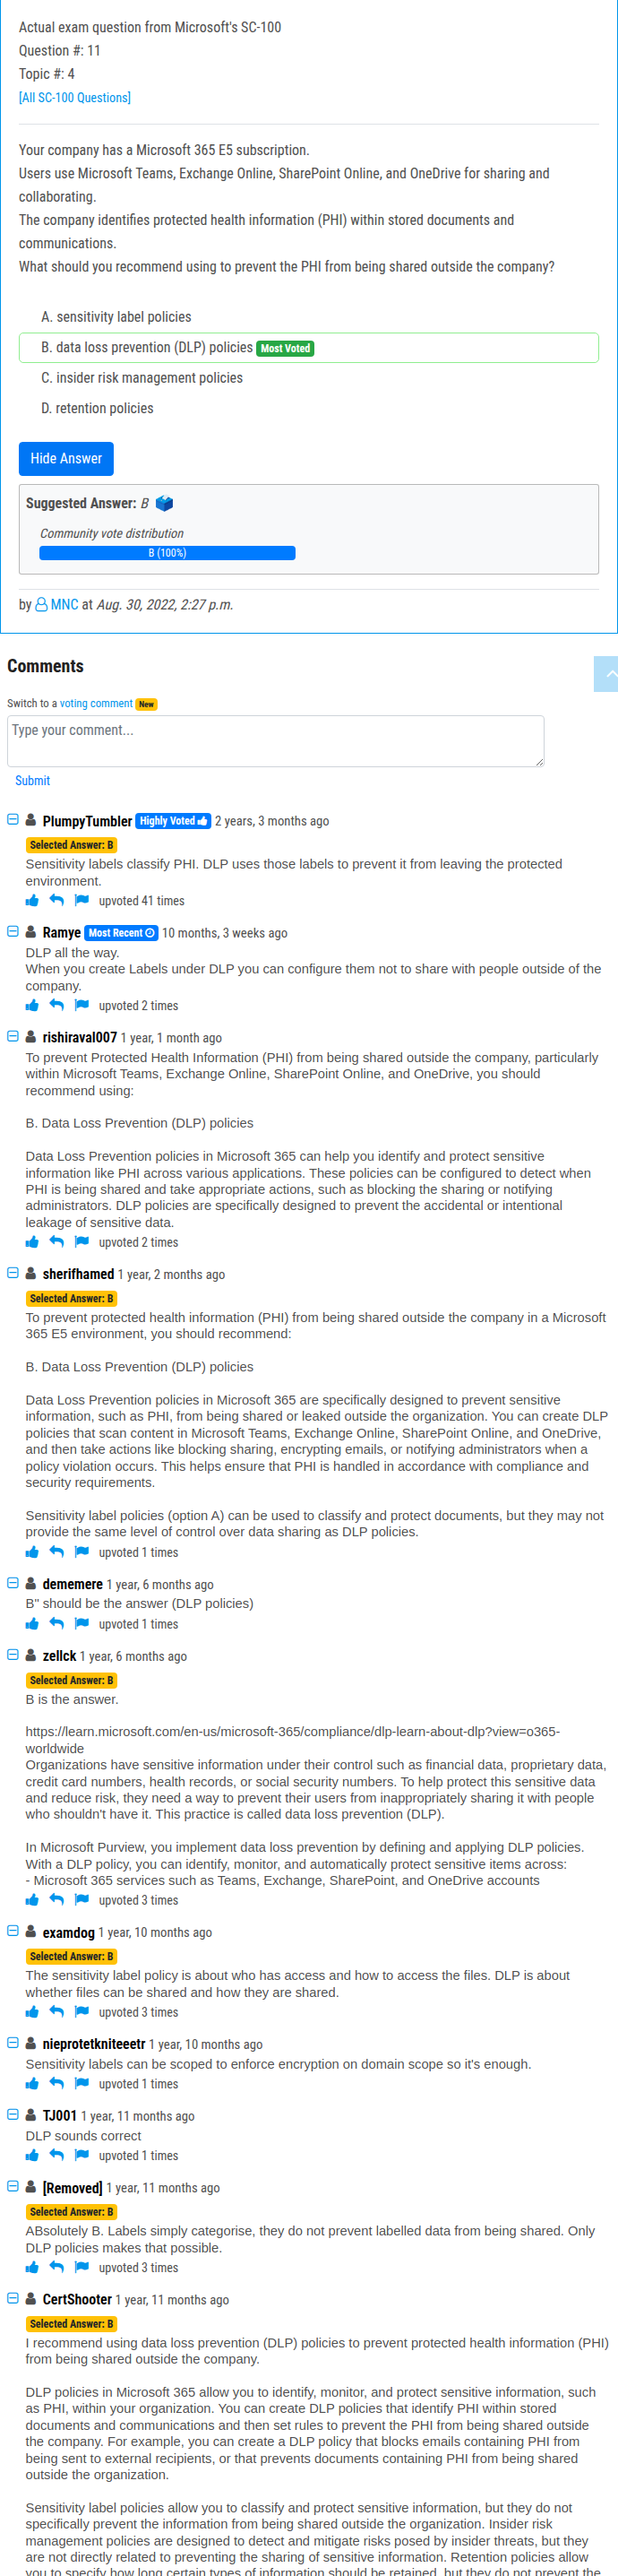 Actual exam question from Microsoft's SC-100
Question #: 11
Topic #: 4
[All SC-100 Questions]
Your company has a Microsoft 365 E5 subscription.
Users use Microsoft Teams, Exchange Online, SharePoint Online, and OneDrive for sharing and
collaborating.
The company identifies protected health information (PHI) within stored documents and
communications.
What should you recommend using to prevent the PHI from being shared outside the company?
A. sensitivity label policies
B. data loss prevention (DLP) policies Most Voted
C. insider risk management policies
D. retention policies
Hide Answer
Suggested Answer: B
Community vote distribution
B (100%)
by MNC at Aug. 30, 2022, 2:27 p.m.
Comments
Switch to a voting comment New
Type your comment...
Submit
PlumpyTumbler Highly Voted 2 years, 3 months ago
Selected Answer: B
Sensitivity labels classify PHI. DLP uses those labels to prevent it from leaving the protected
environment.
upvoted 41 times
Ramye Most Recent 10 months, 3 weeks ago
DLP all the way.
When you create Labels under DLP you can configure them not to share with people outside of the
company.
upvoted 2 times
rishiraval007 1 year, 1 month ago
To prevent Protected Health Information (PHI) from being shared outside the company, particularly
within Microsoft Teams, Exchange Online, SharePoint Online, and OneDrive, you should
recommend using:
B. Data Loss Prevention (DLP) policies
Data Loss Prevention policies in Microsoft 365 can help you identify and protect sensitive
information like PHI across various applications. These policies can be configured to detect when
PHI is being shared and take appropriate actions, such as blocking the sharing or notifying
administrators. DLP policies are specifically designed to prevent the accidental or intentional
leakage of sensitive data.
upvoted 2 times
sherifhamed 1 year, 2 months ago
Selected Answer: B
To prevent protected health information (PHI) from being shared outside the company in a Microsoft
365 E5 environment, you should recommend:
B. Data Loss Prevention (DLP) policies
Data Loss Prevention policies in Microsoft 365 are specifically designed to prevent sensitive
information, such as PHI, from being shared or leaked outside the organization. You can create DLP
policies that scan content in Microsoft Teams, Exchange Online, SharePoint Online, and OneDrive,
and then take actions like blocking sharing, encrypting emails, or notifying administrators when a
policy violation occurs. This helps ensure that PHI is handled in accordance with compliance and
security requirements.
Sensitivity label policies (option A) can be used to classify and protect documents, but they may not
provide the same level of control over data sharing as DLP policies.
upvoted 1 times
dememere 1 year, 6 months ago
B" should be the answer (DLP policies)
upvoted 1 times
zellck 1 year, 6 months ago
Selected Answer: B
B is the answer.
https://learn.microsoft.com/en-us/microsoft-365/compliance/dlp-learn-about-dlp?view=o365-
worldwide
Organizations have sensitive information under their control such as financial data, proprietary data,
credit card numbers, health records, or social security numbers. To help protect this sensitive data
and reduce risk, they need a way to prevent their users from inappropriately sharing it with people
who shouldn't have it. This practice is called data loss prevention (DLP).
In Microsoft Purview, you implement data loss prevention by defining and applying DLP policies.
With a DLP policy, you can identify, monitor, and automatically protect sensitive items across:
- Microsoft 365 services such as Teams, Exchange, SharePoint, and OneDrive accounts
upvoted 3 times
examdog 1 year, 10 months ago
Selected Answer: B
The sensitivity label policy is about who has access and how to access the files. DLP is about
whether files can be shared and how they are shared.
upvoted 3 times
nieprotetkniteeetr 1 year, 10 months ago
Sensitivity labels can be scoped to enforce encryption on domain scope so it's enough.
upvoted 1 times
TJ001 1 year, 11 months ago
DLP sounds correct
upvoted 1 times
[Removed] 1 year, 11 months ago
Selected Answer: B
ABsolutely B. Labels simply categorise, they do not prevent labelled data from being shared. Only
DLP policies makes that possible.
upvoted 3 times
CertShooter 1 year, 11 months ago
Selected Answer: B
I recommend using data loss prevention (DLP) policies to prevent protected health information (PHI)
from being shared outside the company.
DLP policies in Microsoft 365 allow you to identify, monitor, and protect sensitive information, such
as PHI, within your organization. You can create DLP policies that identify PHI within stored
documents and communications and then set rules to prevent the PHI from being shared outside
the company. For example, you can create a DLP policy that blocks emails containing PHI from
being sent to external recipients, or that prevents documents containing PHI from being shared
outside the organization.
Sensitivity label policies allow you to classify and protect sensitive information, but they do not
specifically prevent the information from being shared outside the organization. Insider risk
management policies are designed to detect and mitigate risks posed by insider threats, but they
are not directly related to preventing the sharing of sensitive information. Retention policies allow
you to specify how long certain types of information should be retained, but they do not prevent the